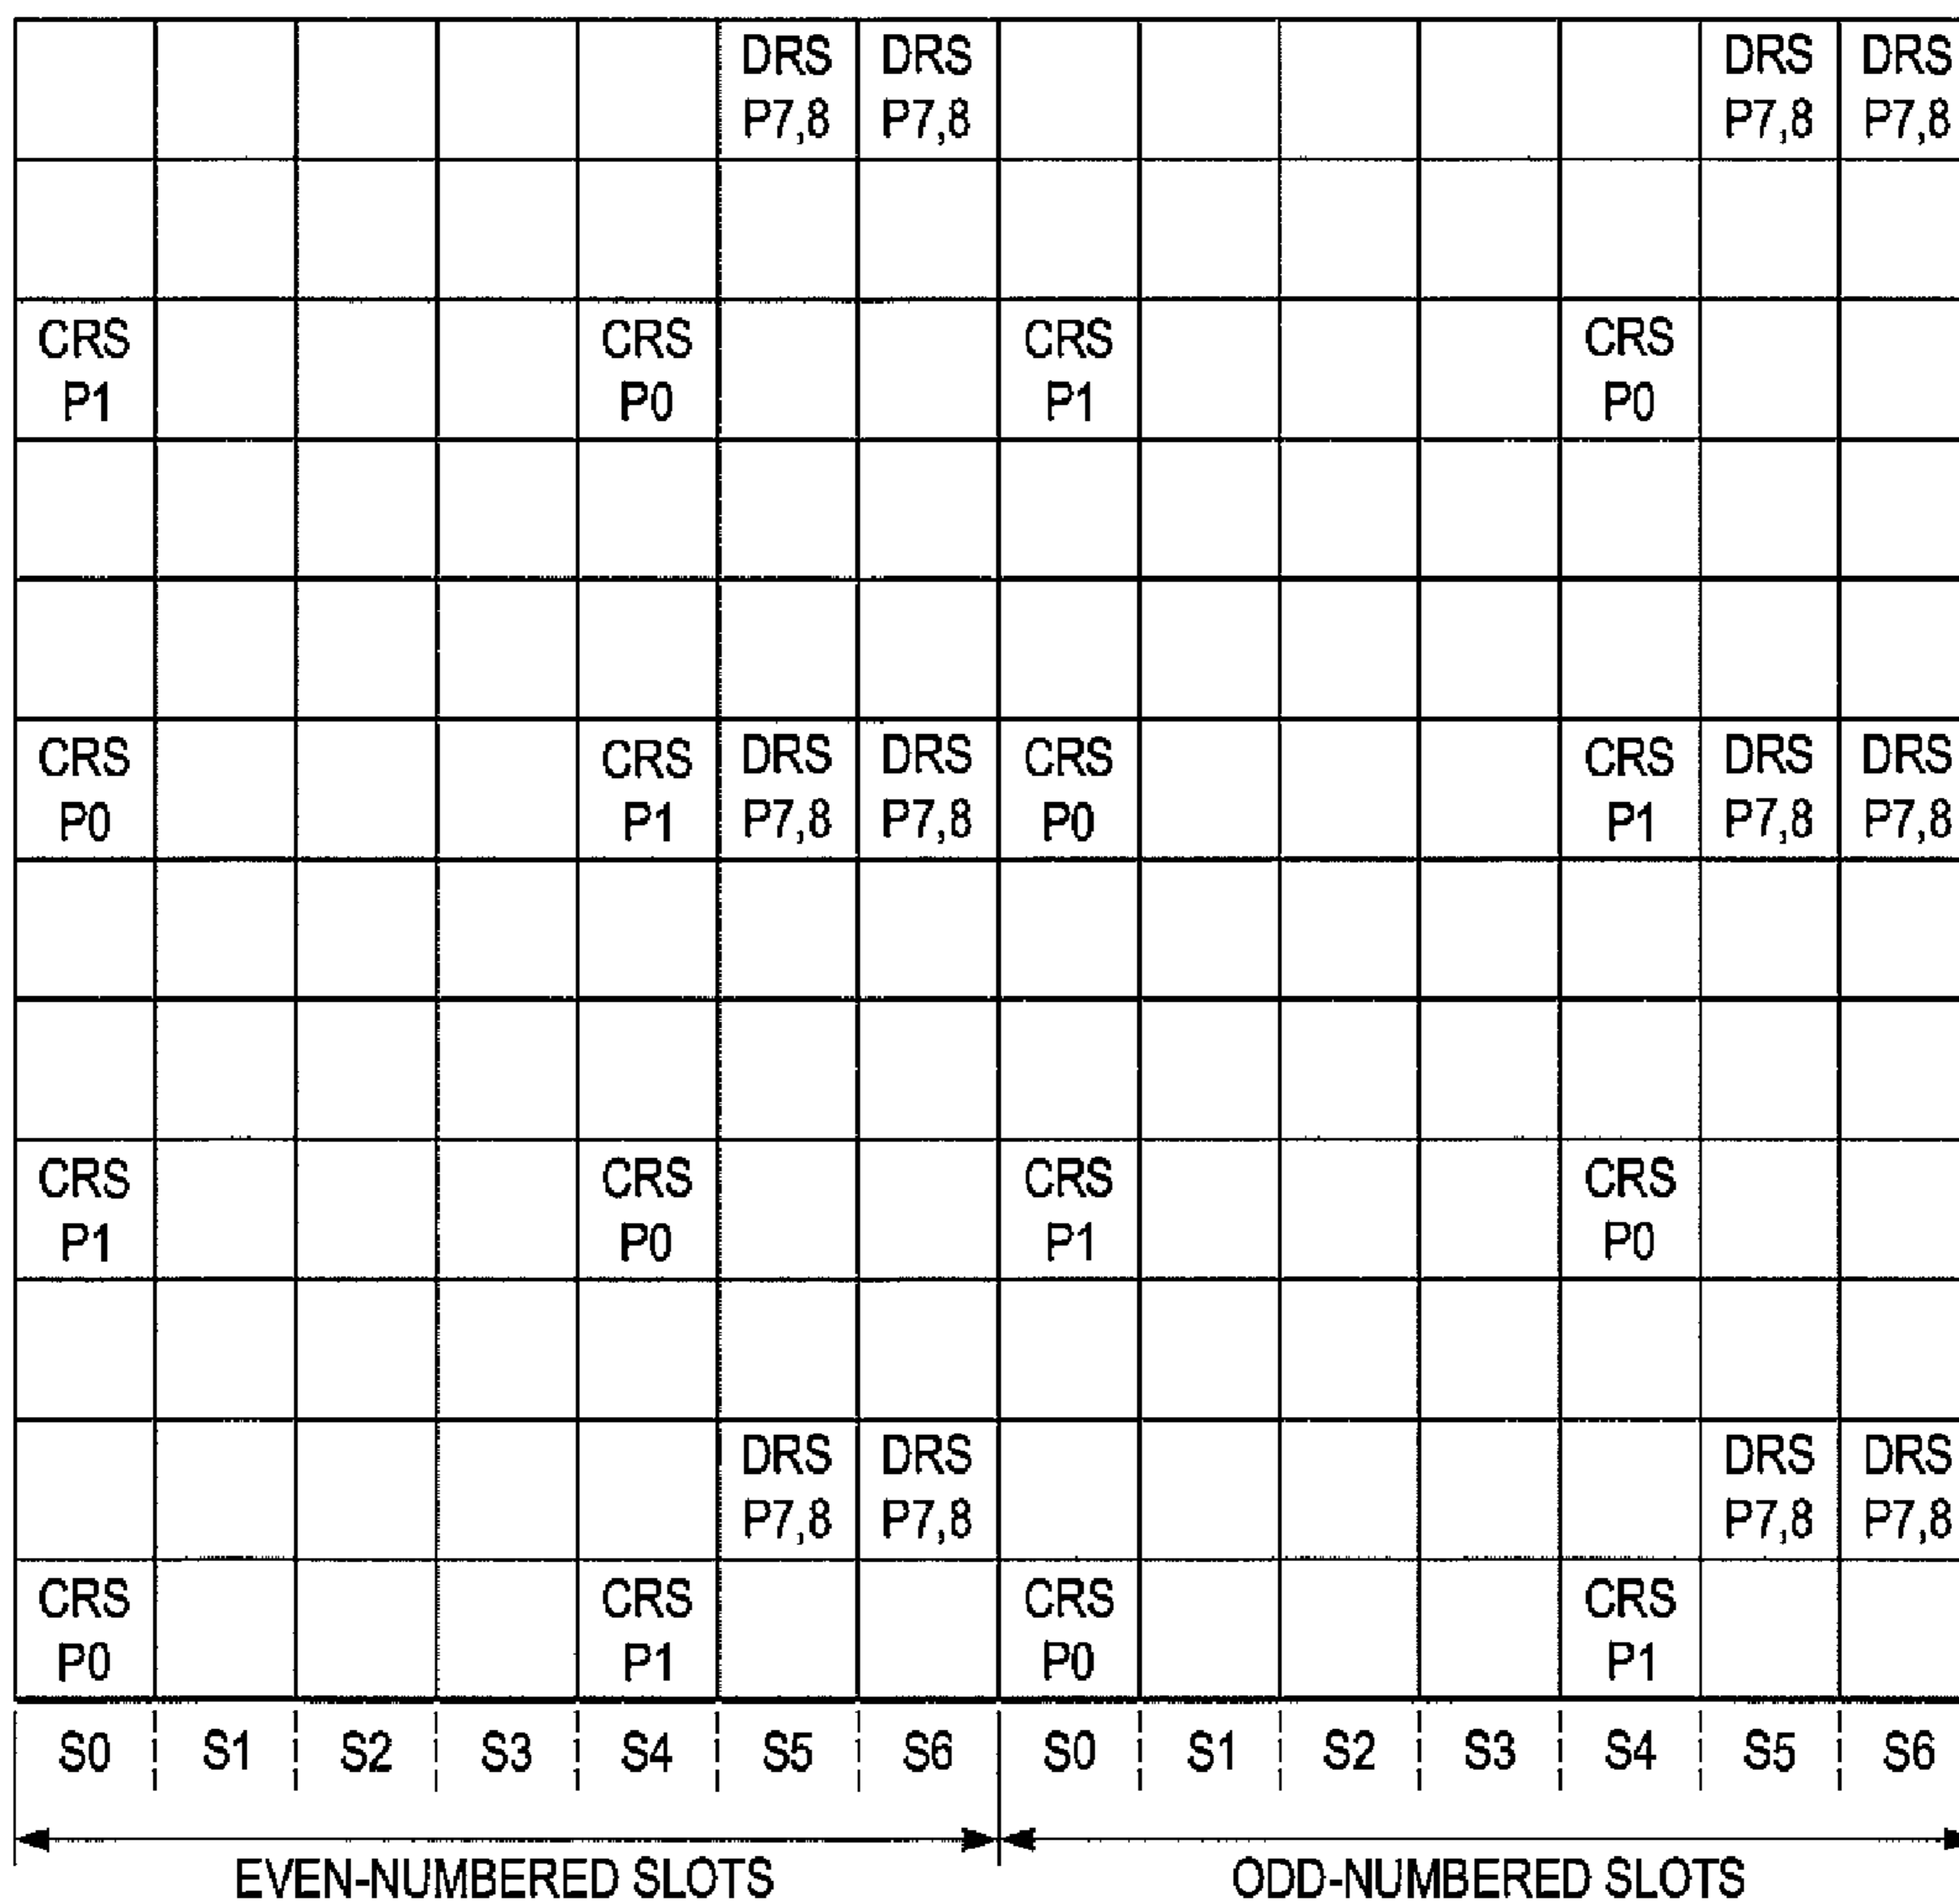 DRS DRS DRS DRS
P7,8 P7,8 P7,8 P7,8
CRS CRS CRS CRS
P1 P0 P1 P0
CRS CRS DRS DRS CRS CRS DRS DRS
P0 P1 P7,8 P7,8 P0 P1 P7,8 P7,8
CRS CRS CRS CRS
P1 P0 P1 P0
DRS DRS DRS DRS
P7,8 P7,8 P7,8 P7,8
CRS CRS CRS CRS
P0 P1 P0 P1
S0 S1 S2 S3 S4 S5 S6 S0 S1 S2 S3 S4 S5 S6
EVEN-NUMBERED SLOTS ODD-NUMBERED SLOTS